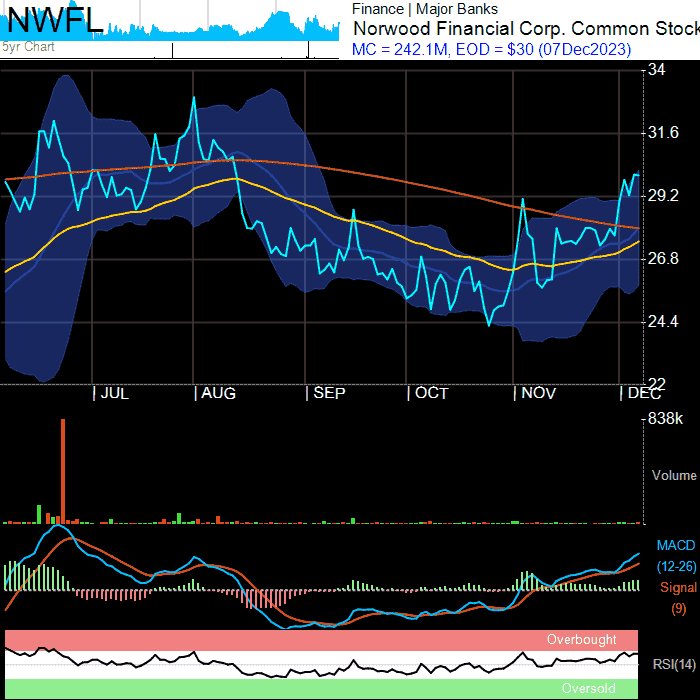 NWFL
5yr Chart
Finance | Major Banks
Norwood Financial Corp. Common Stock
MC = 242.1M, EOD = $30 (07Dec2023)
34
31.6
29.2
26.8
24.4
22
| JUL | AUG | SEP | OCT | NOV | DEC
838k
Volume
MACD
(12-26)
Signal
(9)
Overbought
RSI(14)
Oversold